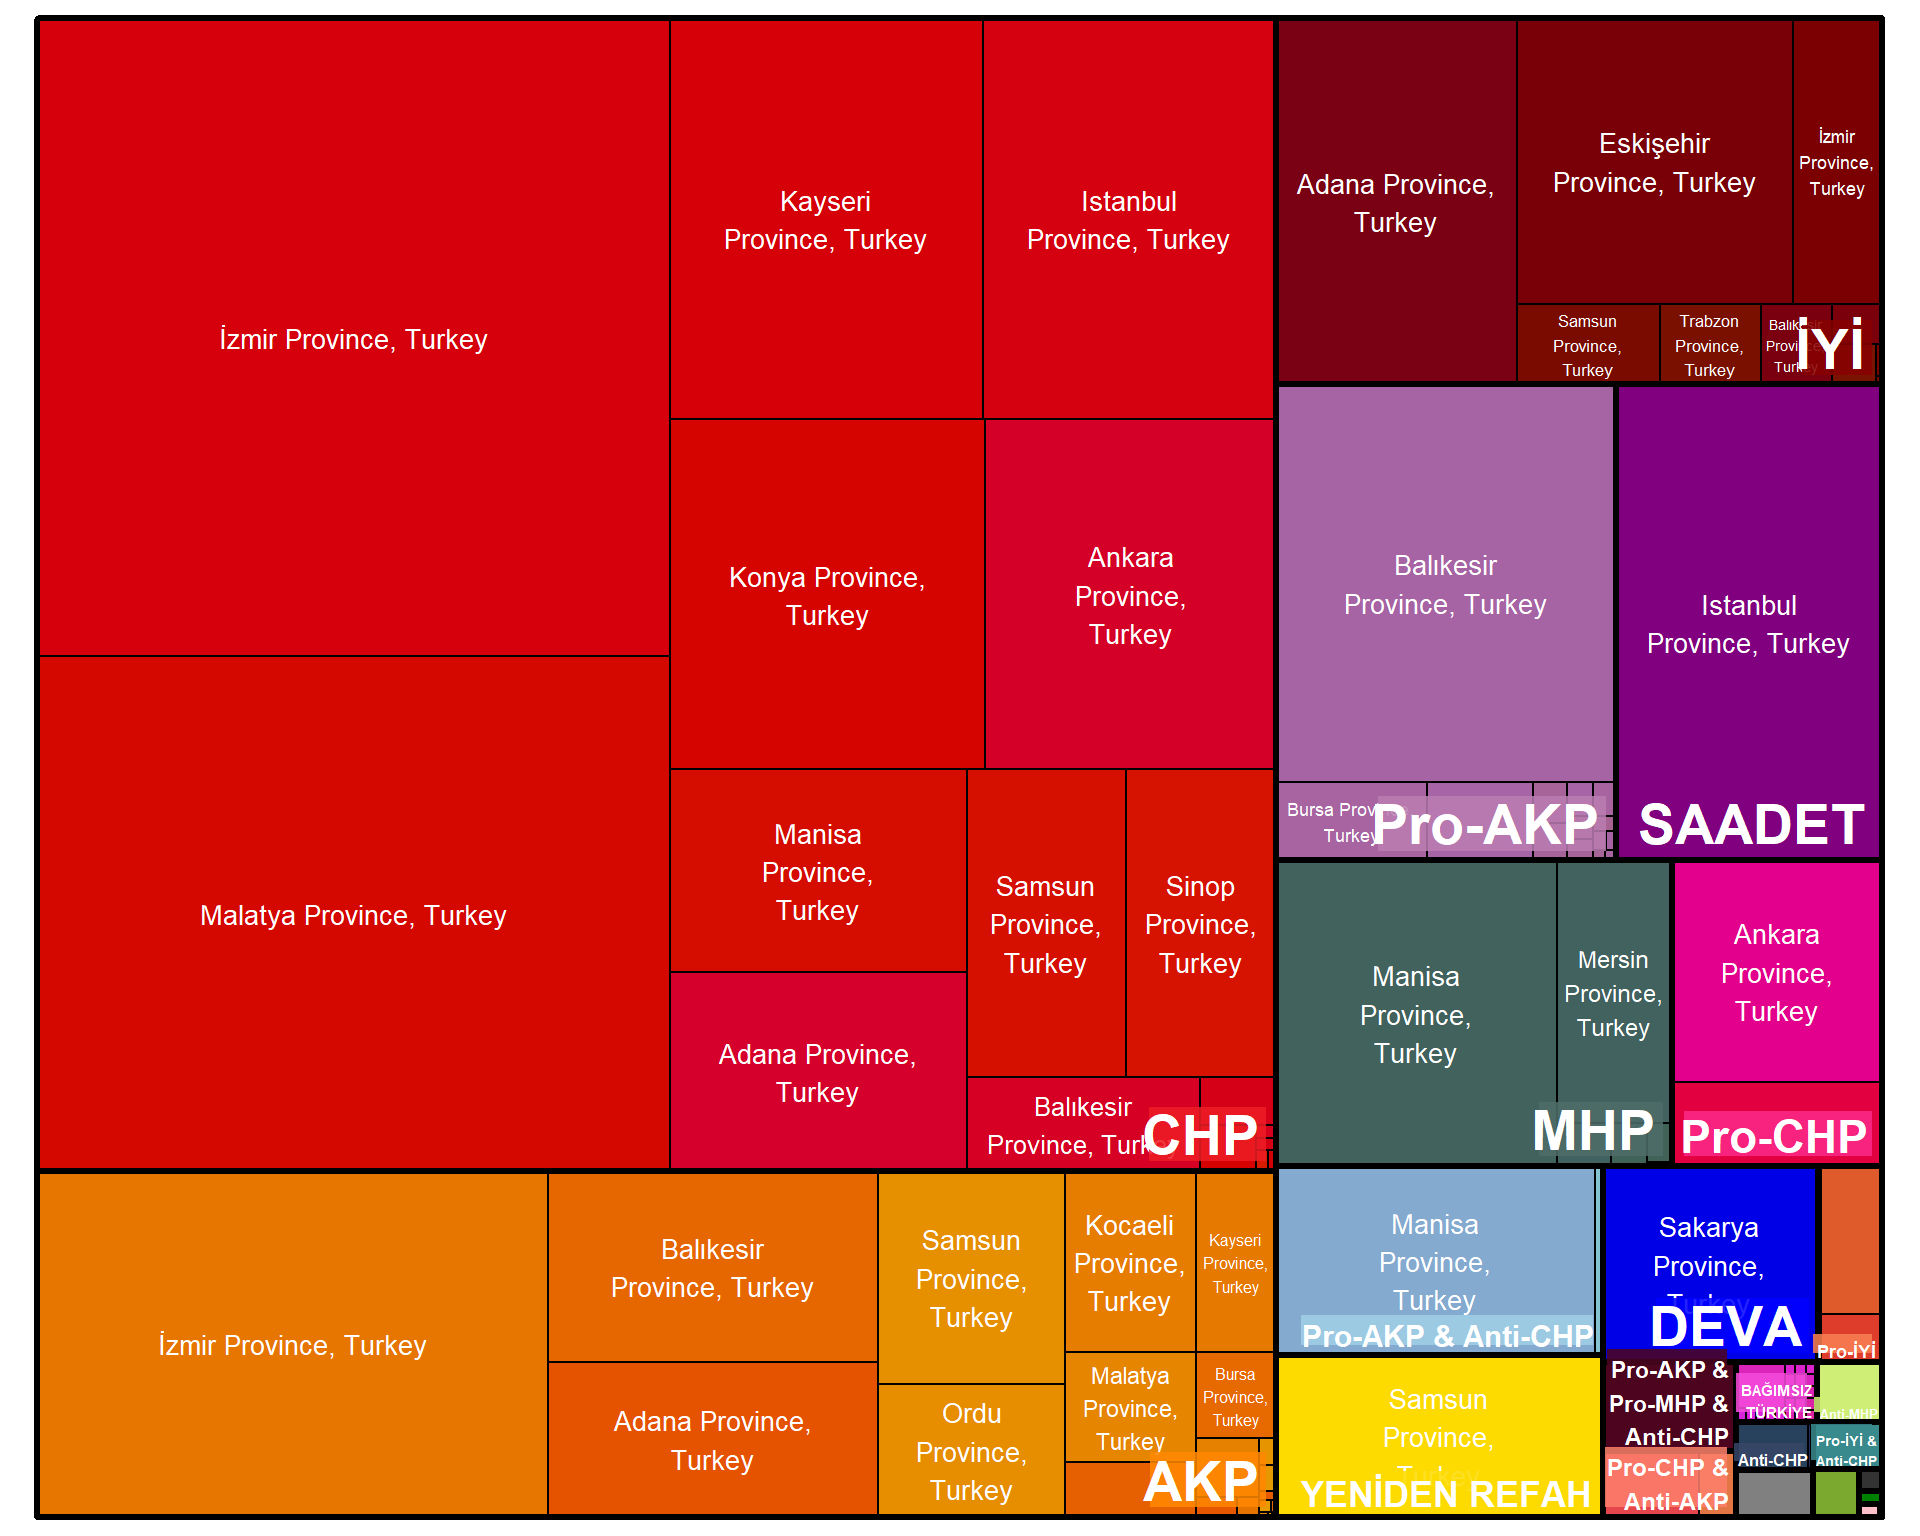 İzmir Province, Turkey
Kayseri
Province, Turkey
Istanbul
Province, Turkey
Konya Province,
Turkey
Ankara
Province,
Turkey
Malatya Province, Turkey
Manisa
Province,
Turkey
Adana Province,
Turkey
Samsun
Province,
Turkey
Sinop
Province,
Turkey
Balıkesir
Province, Turkey
CHP
İzmir Province, Turkey
Balıkesir
Province, Turkey
Adana Province,
Turkey
Samsun
Province,
Turkey
Ordu
Province,
Turkey
Kocaeli
Province,
Turkey
Malatya
Province,
Turkey
Kayseri
Province,
Turkey
Bursa
Province,
Turkey
AKP
Adana Province,
Turkey
Eskişehir
Province, Turkey
İzmir
Province,
Turkey
Samsun
Province,
Turkey
Trabzon
Province,
Turkey
Balıkesir
Province,
Turkey
İYİ
Balıkesir
Province, Turkey
Bursa Province,
Turkey
Pro-AKP
Istanbul
Province, Turkey
SAADET
Manisa
Province,
Turkey
Mersin
Province,
Turkey
MHP
Ankara
Province,
Turkey
Pro-CHP
Manisa
Province,
Turkey
Pro-AKP & Anti-CHP
Sakarya
Province,
Turkey
DEVA
Pro-İYİ
Samsun
Province,
Turkey
YENİDEN REFAH
Pro-AKP &
Pro-MHP &
Anti-CHP
Pro-CHP &
Anti-AKP
BAĞIMSIZ
TÜRKİYE
Anti-MHP
Anti-CHP
Pro-İYİ &
Anti-CHP